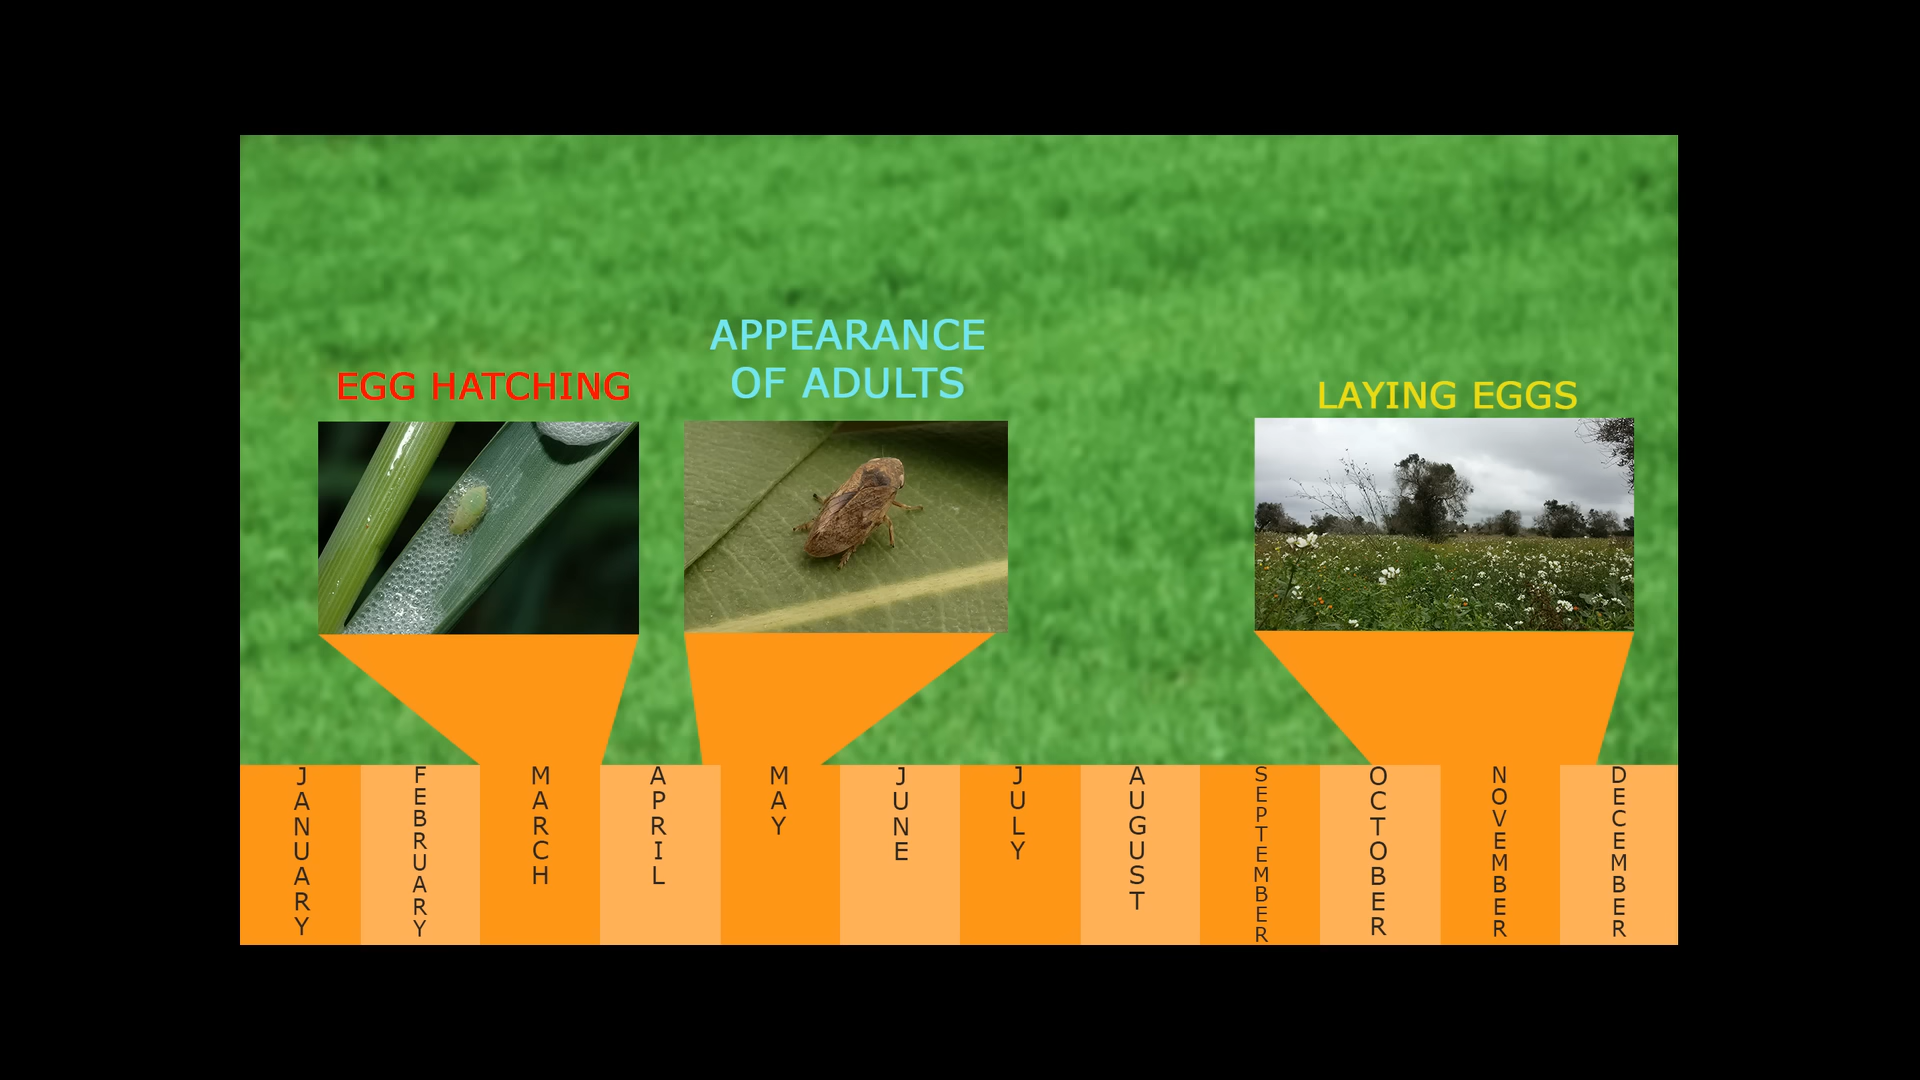 APPEARANCE
OF ADULTS
EGG HATCHING
LAYING EGGS
JANUARY
FEBRUARY
MARCH
APRIL
MAY
JUNE
JULY
AUGUST
SEPTEMBER
OCTOBER
NOVEMBER
DECEMBER